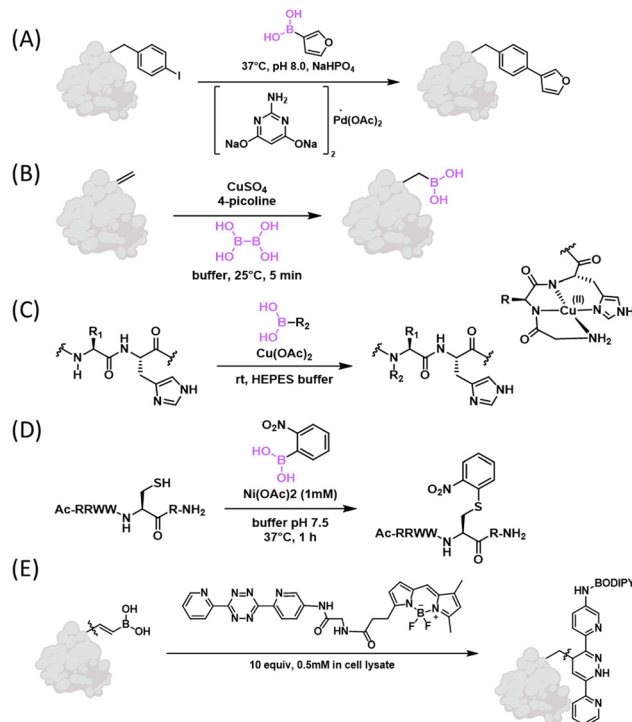 (A)
HO
B
OH
O
I
37°C, pH 8.0, NaHPO4
NH2
N
N
NaO
ONa
2
· Pd(OAc)2
O
(B)
CuSO4
4-picoline
HO
OH
B-B
HO
OH
buffer, 25°C, 5 min
B
OH
OH
(C)
R1
H
N
N
H
O
O
N
NH
HO
B-R2
HO
Cu(OAc)2
rt, HEPES buffer
R1
H
N
N
R2
O
O
N
NH
O
O
N
R
N
(II)
Cu
N
NH
O
NH2
(D)
SH
Ac-RRWW
N
H
R-NH2
O
O2N
HO
B
OH
Ni(OAc)2 (1mM)
buffer pH 7.5
37°C, 1 h
O2N
S
Ac-RRWW
N
H
R-NH2
O
(E)
OH
B
OH
N
N
N
N
N
N
H
N
O
HN
O
N
B
N
−
+
F
F
10 equiv, 0.5mM in cell lysate
BODIPY
HN
N
N
NH
N